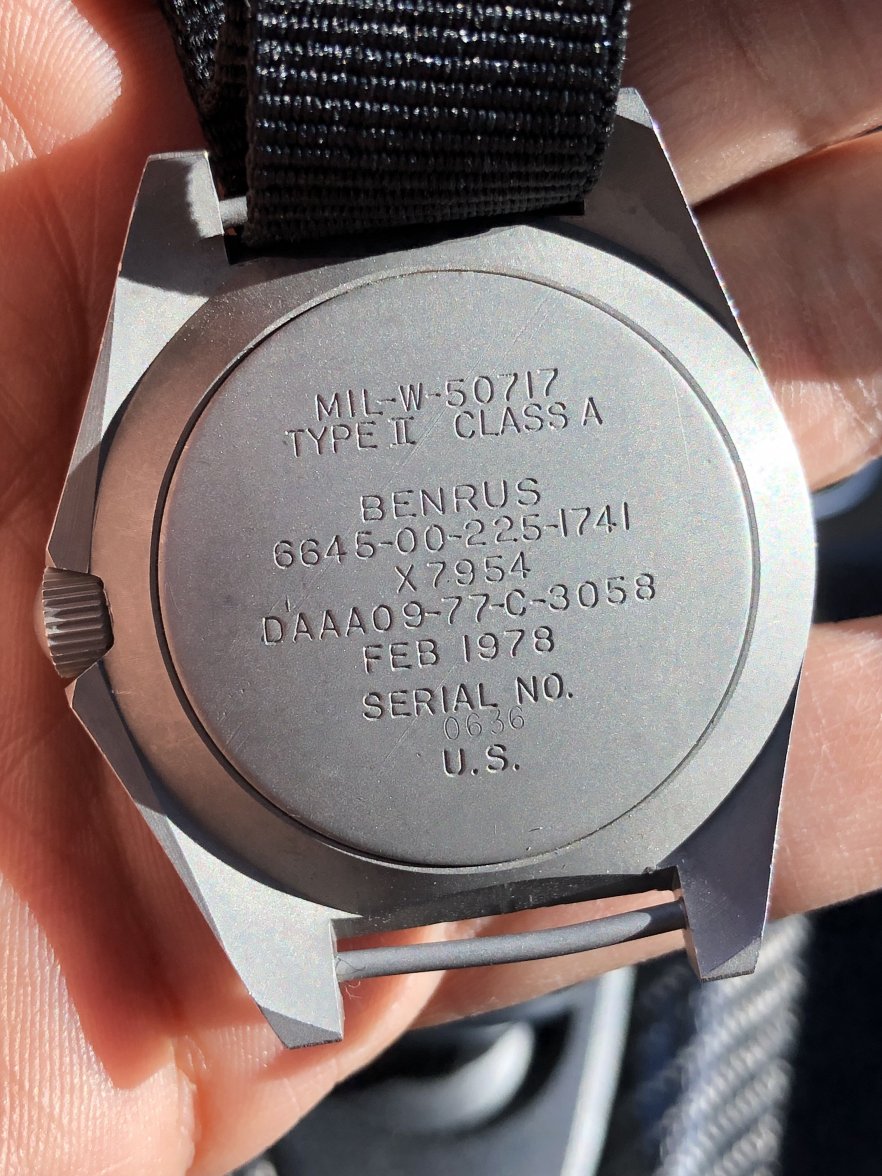 MIL-W-50717
TYPE II CLASS A
BENRUS
6645-00-225-1741
X7954
DAAA09-77-C-3058
FEB 1978
SERIAL NO.
0636
U.S.